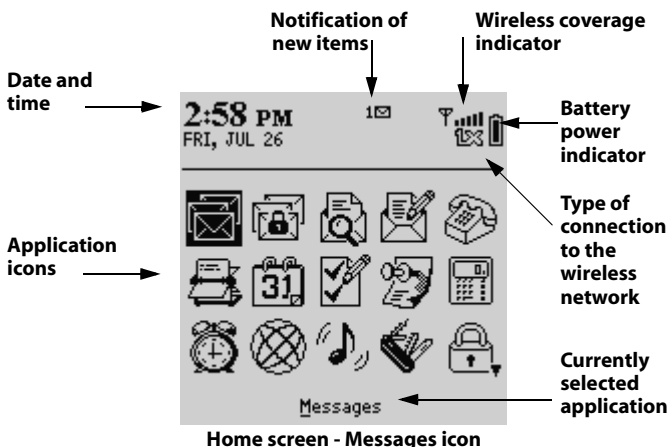 Notification of
new items
Wireless coverage
indicator
Date and
time
2:58 PM
FRI, JUL 26
1
1X
Battery
power
indicator
Type of
connection
to the
wireless
network
Application
icons
31
0.
Currently
selected
application
Messages
Home screen - Messages icon